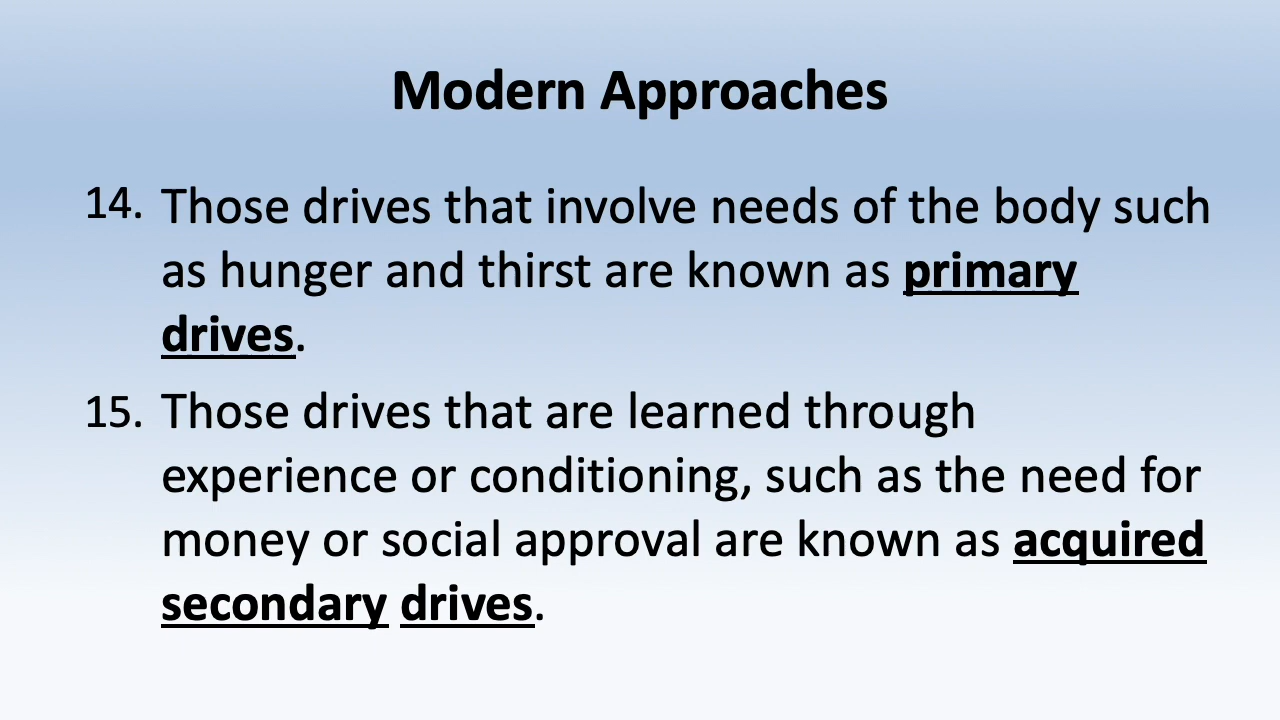 Modern Approaches
14. Those drives that involve needs of the body such
as hunger and thirst are known as primary
drives.
15. Those drives that are learned through
experience or conditioning, such as the need for
money or social approval are known as acquired
secondary drives.